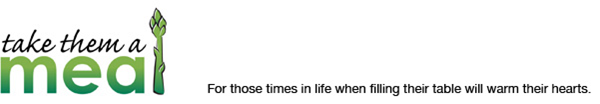 take them a
meal
For those times in life when filling their table will warm their hearts.